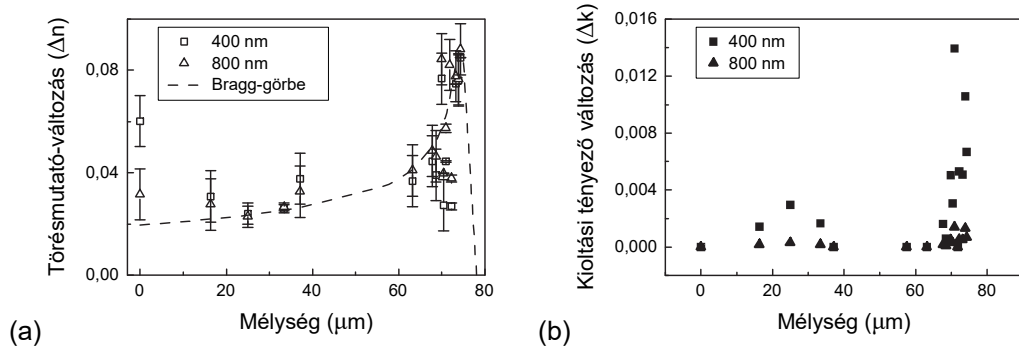 Törésmutató-változás (Δn)
0,08
0,04
0,00
400 nm
800 nm
Bragg-görbe
0 20 40 60 80
Mélység (μm)
(a)
Kioltási tényező változás (Δk)
0,016
0,012
0,008
0,004
0,000
400 nm
800 nm
0 20 40 60 80
Mélység (μm)
(b)